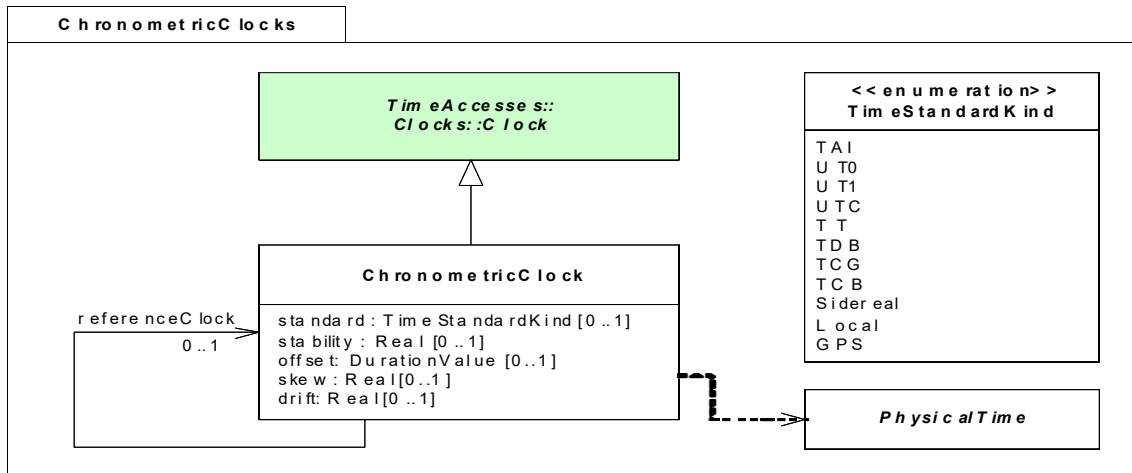 ChronometricClocks
TimeAccesses::
Clocks::Clock
<<enumeration>>
TimeStandardKind
TAI
UT0
UT1
UTC
TT
TDB
TCG
TCB
Sidereal
Local
GPS
ChronometricClock
standard: TimeStandardKind [0..1]
stability: Real [0..1]
offset: DurationValue [0..1]
skew: Real [0..1]
drift: Real [0..1]
referenceClock
0..1
PhysicalTime